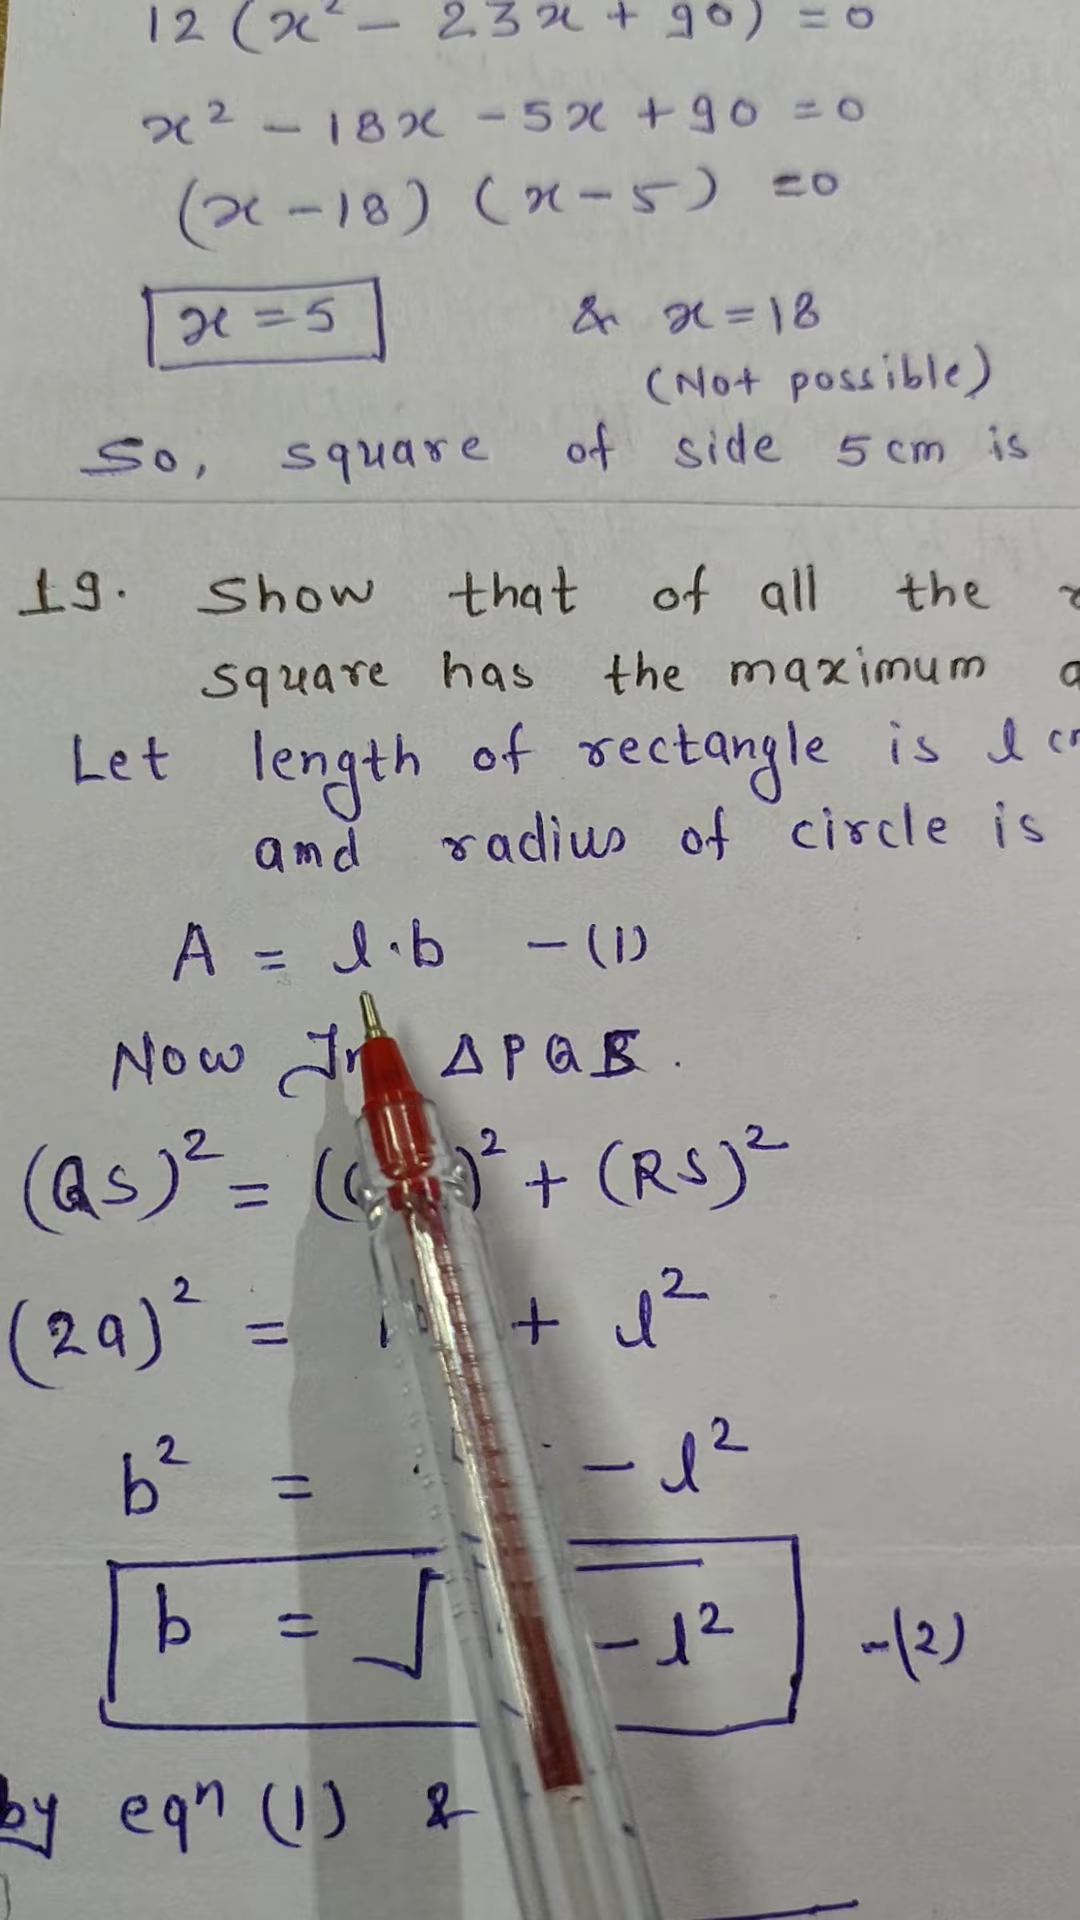 12 (x² - 23x + 90) = 0
x² - 18x - 5x + 90 = 0
(x - 18) (x - 5) = 0
x = 5 & x = 18
(Not possible)
So, square of side 5 cm is
19. Show that of all the
square has the maximum
Let length of rectangle is l
and radius of circle is
A = l·b - (1)
Now In Δ PQ
(QS)² = ( )² + (RS)²
(2a)² = + l²
b² = - l²
b = √ - l² - (2)
by eqⁿ (1) &